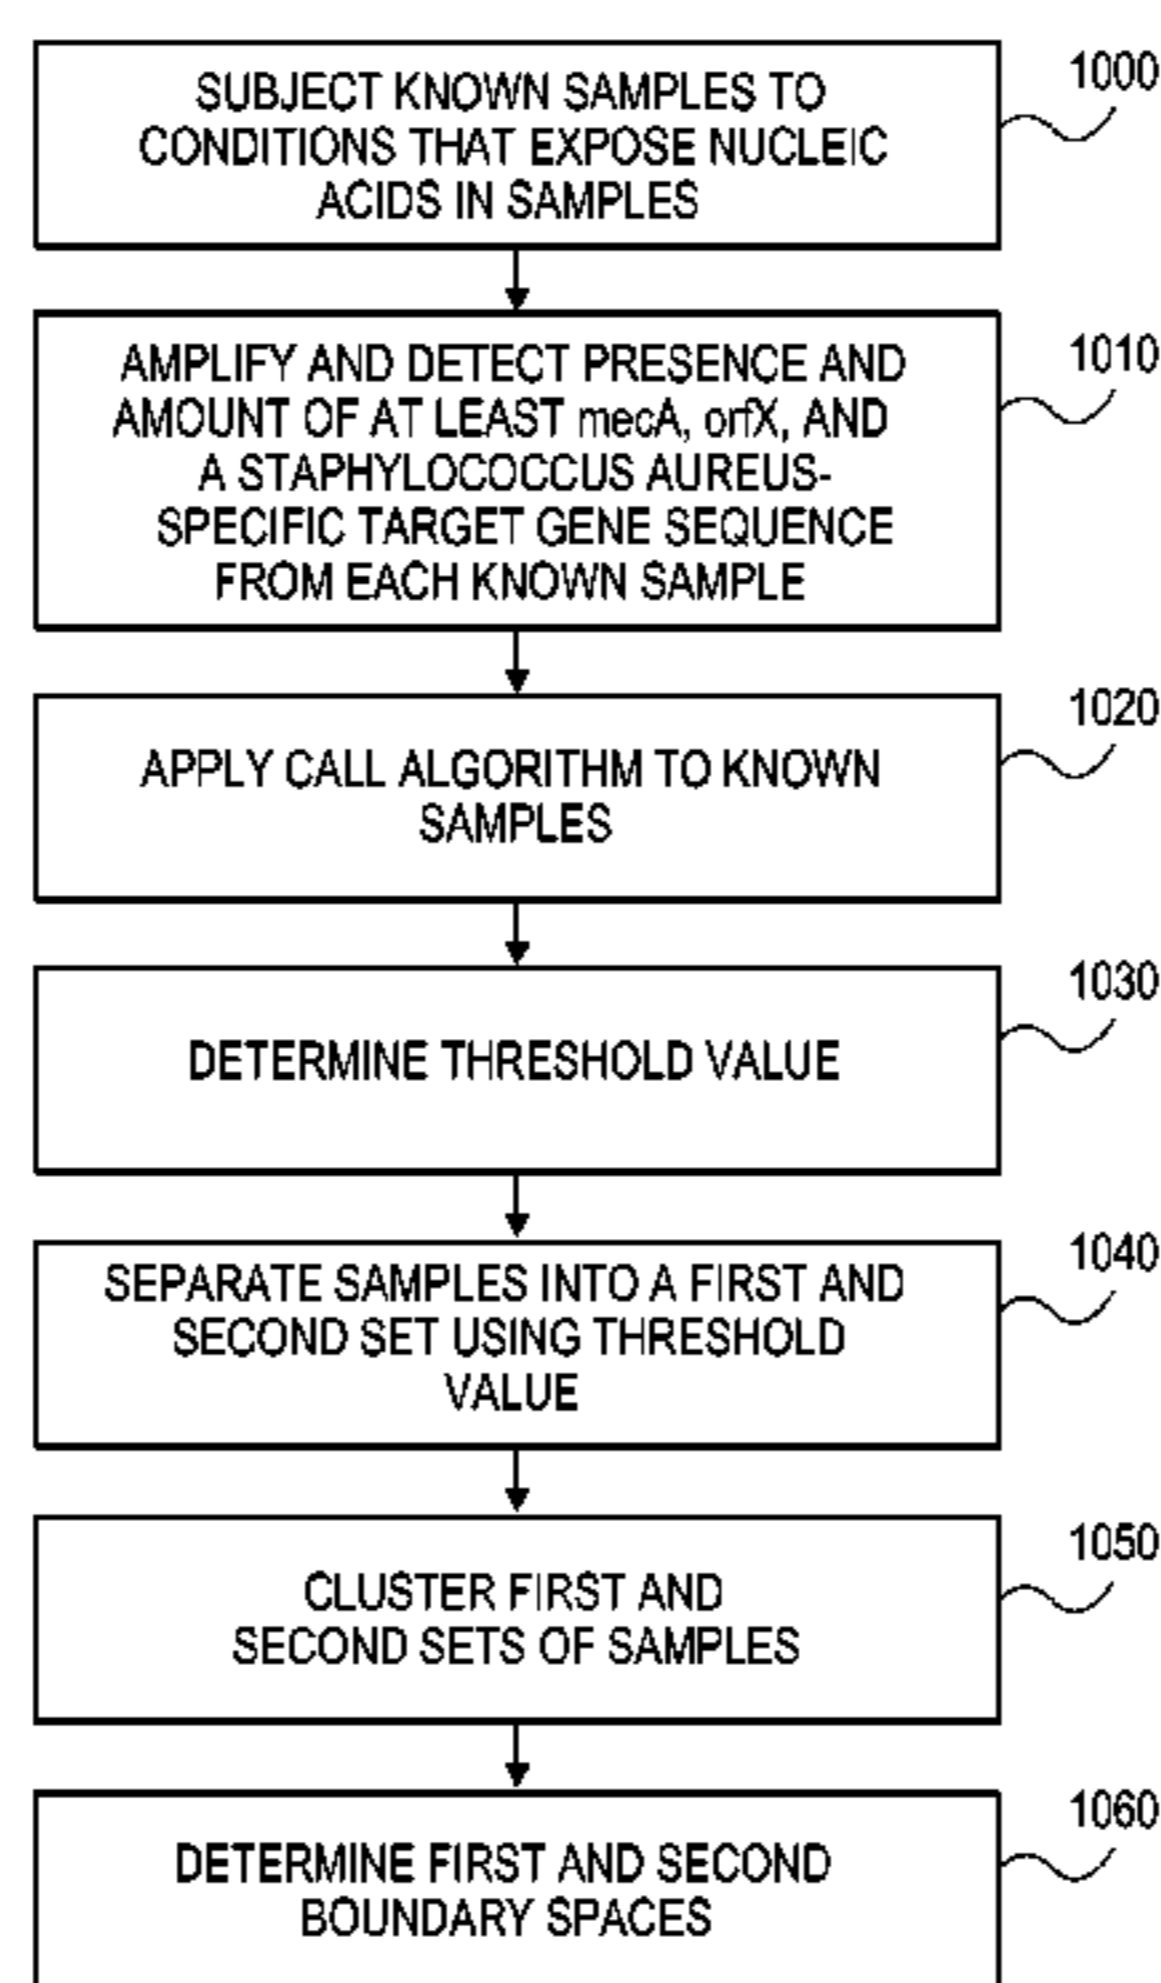 SUBJECT KNOWN SAMPLES TO
CONDITIONS THAT EXPOSE NUCLEIC
ACIDS IN SAMPLES
1000
AMPLIFY AND DETECT PRESENCE AND
AMOUNT OF AT LEAST mecA, orfX, AND
A STAPHYLOCOCCUS AUREUS-
SPECIFIC TARGET GENE SEQUENCE
FROM EACH KNOWN SAMPLE
1010
APPLY CALL ALGORITHM TO KNOWN
SAMPLES
1020
DETERMINE THRESHOLD VALUE
1030
SEPARATE SAMPLES INTO A FIRST AND
SECOND SET USING THRESHOLD
VALUE
1040
CLUSTER FIRST AND
SECOND SETS OF SAMPLES
1050
DETERMINE FIRST AND SECOND
BOUNDARY SPACES
1060